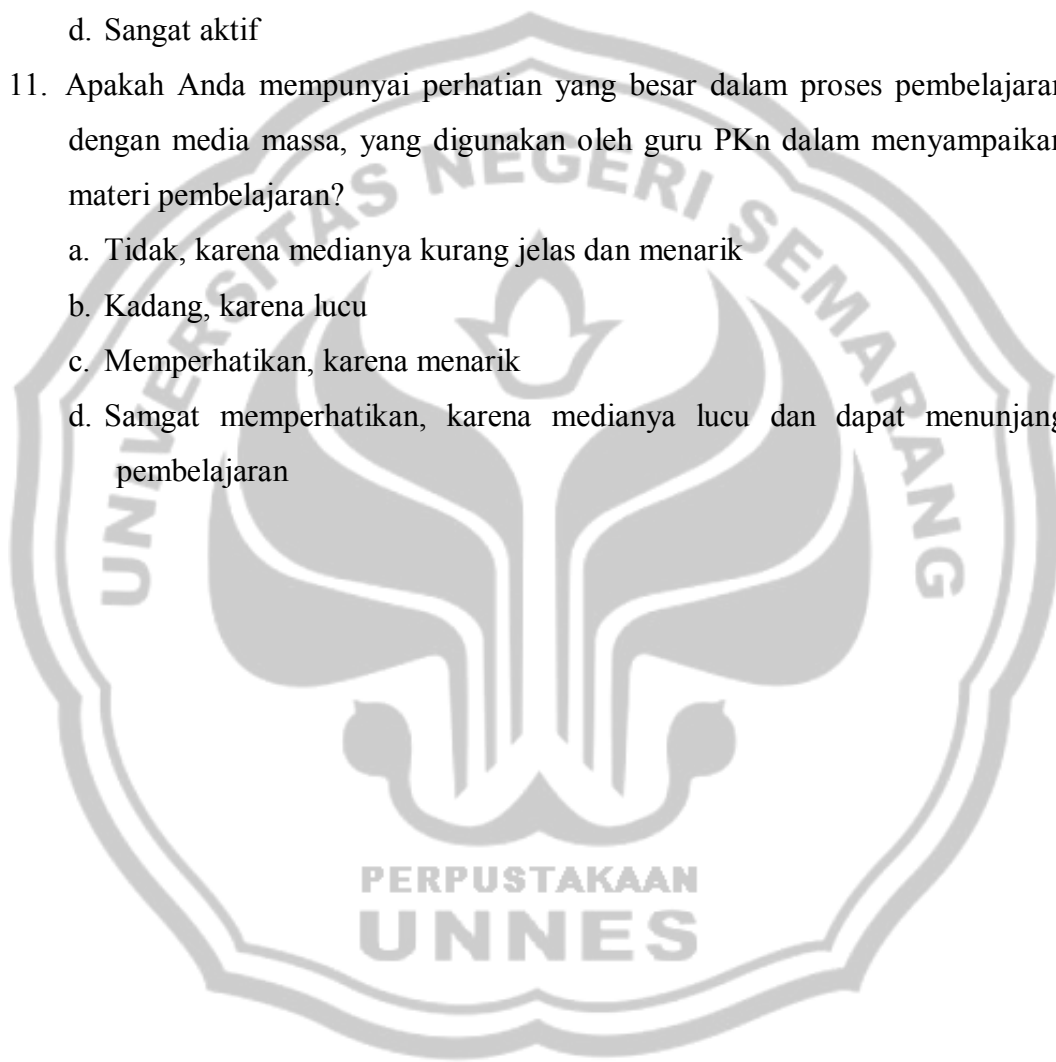 d. Sangat aktif
11. Apakah Anda mempunyai perhatian yang besar dalam proses pembelajaran
dengan media massa, yang digunakan oleh guru PKn dalam menyampaikan
materi pembelajaran?
a. Tidak, karena medianya kurang jelas dan menarik
b. Kadang, karena lucu
c. Memperhatikan, karena menarik
d. Samgat memperhatikan, karena medianya lucu dan dapat menunjang
pembelajaran
UNIVERSITAS NEGERI SEMARANG
PERPUSTAKAAN
UNNES